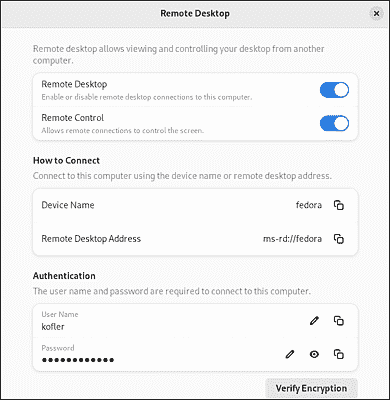 Remote Desktop
Remote desktop allows viewing and controlling your desktop from another
computer.
Remote Desktop
Enable or disable remote desktop connections to this computer.
Remote Control
Allows remote connections to control the screen.
How to Connect
Connect to this computer using the device name or remote desktop address.
Device Name fedora
Remote Desktop Address ms-rd://fedora
Authentication
The user name and password are required to connect to this computer.
User Name
kofler
Password
●●●●●●●●●●●●
Verify Encryption